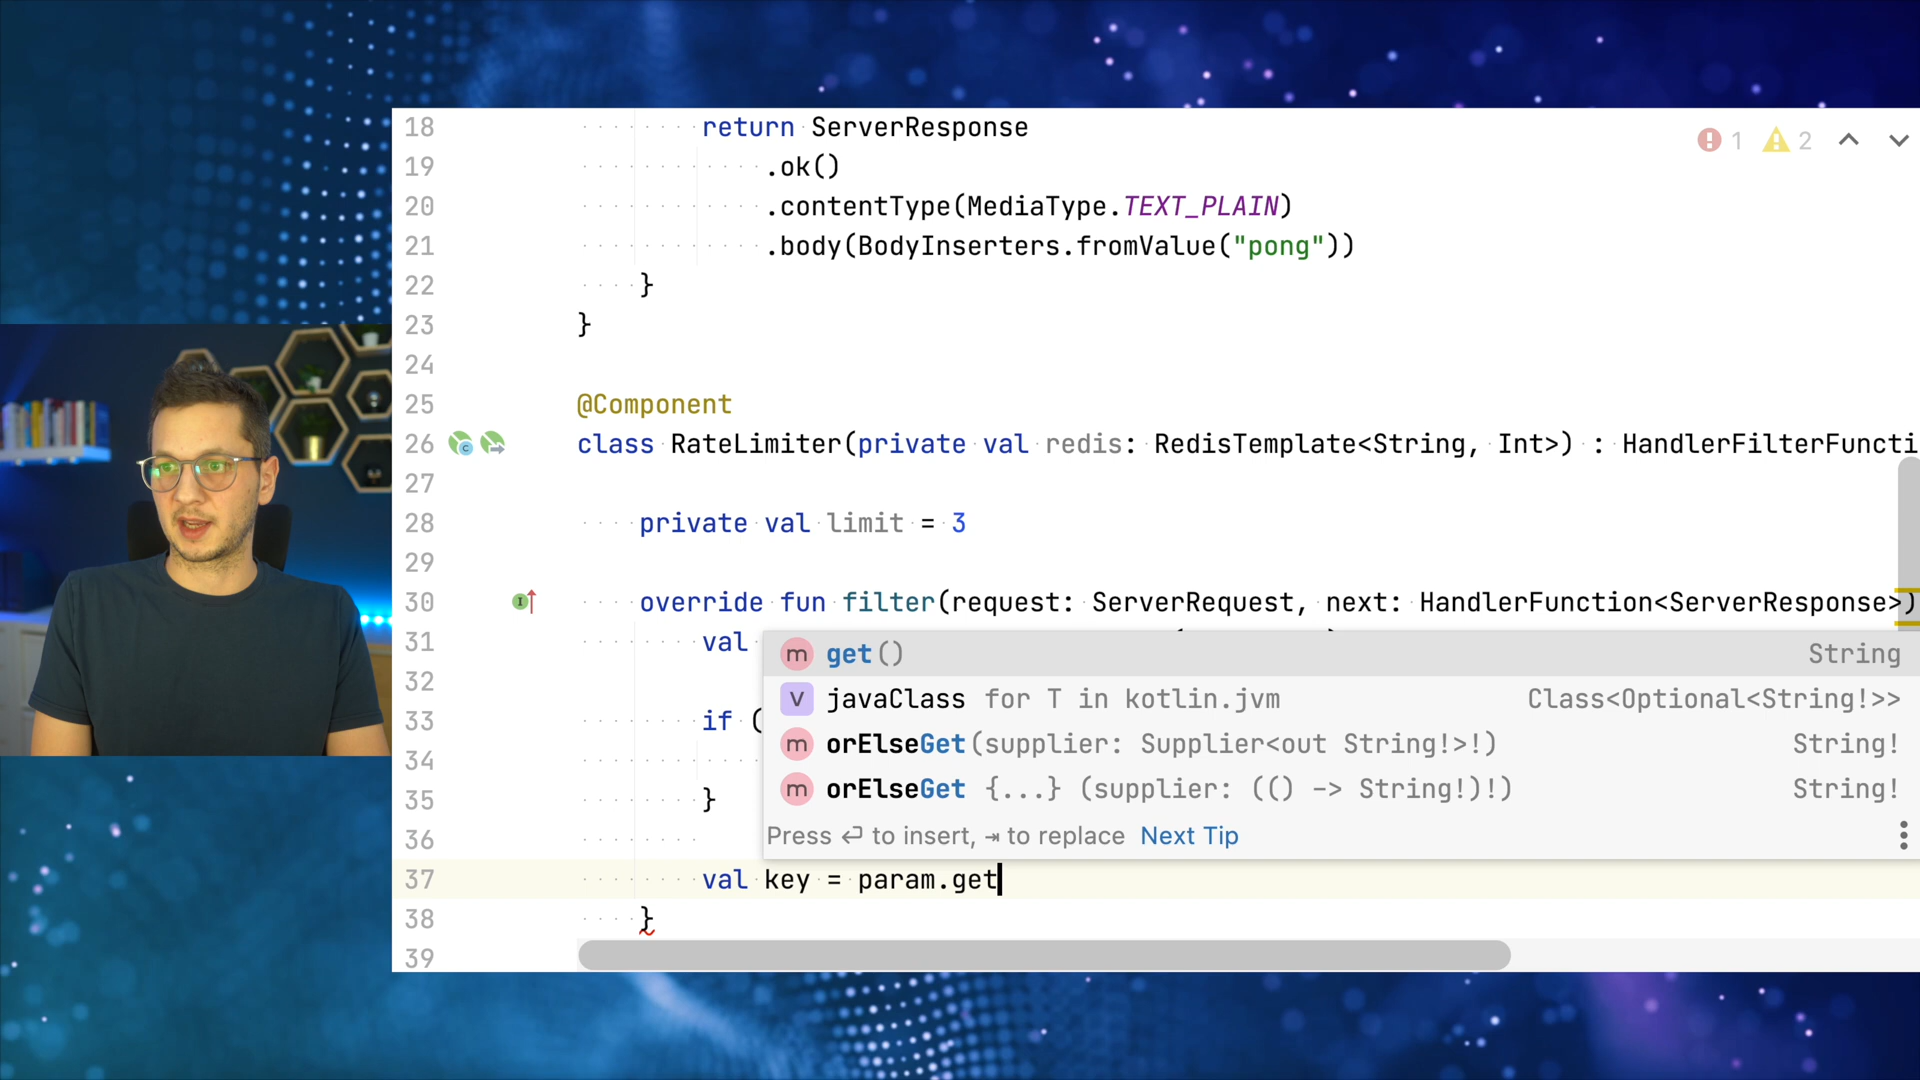 18 return ServerResponse
19 .ok()
20 .contentType(MediaType.TEXT_PLAIN)
21 .body(BodyInserters.fromValue("pong"))
22 }
23 }
24
25 @Component
26 class RateLimiter(private val redis: RedisTemplate<String, Int>) : HandlerFilterFuncti
27
28 private val limit = 3
29
30 override fun filter(request: ServerRequest, next: HandlerFunction<ServerResponse>)
31 val
32
33 if (
34
35 }
36
37 val key = param.get
38 }
39
1 2
m get() String
V javaClass for T in kotlin.jvm Class<Optional<String!>>
m orElseGet(supplier: Supplier<out String!>!) String!
m orElseGet {...} (supplier: (() -> String!)!) String!
Press ↩ to insert, ⇥ to replace Next Tip